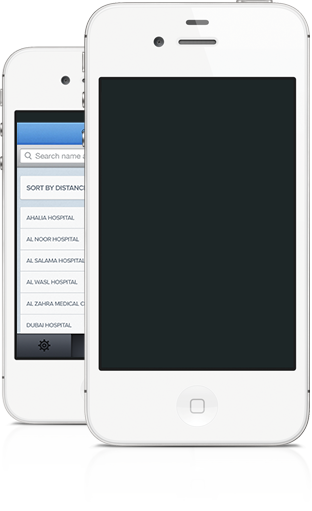 Search name
SORT BY DISTANCE
AHALIA HOSPITAL
AL NOOR HOSPITAL
AL SALAMA HOSPITAL
AL WASL HOSPITAL
AL ZAHRA MEDICAL
DUBAI HOSPITAL